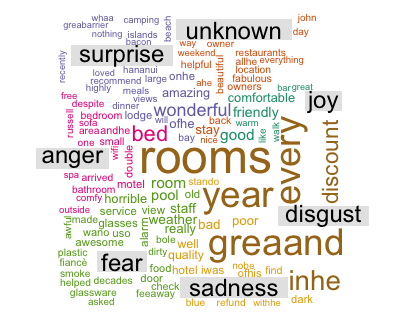 whaa camping john
greabarrier beach unknown day
nothing islands way owner
bacon
surprise weekend restaurants
recently helpful allhe everything
loved hananui onhe beautiful location
recommend large ahe fabulous
highly meals amazing owners bar great
free views comfortable joy
despite dinner wonderful
russell bedroom lodge will ofhe back friendly warm
sofa bed stay good like walk
area andhe bay nice
one small wifi double
anger rooms every discount
spa arrived motel room stando
bathroom pool old year
comfy horrible
outside service view staff disgust
awful made glasses alarm weather bad poor
wano uso really
awesome bole well greaand
plastic dirty quality
fiancé fear food hotel iwas nobe
smoke door ofhis find inhe
helped decades check sadness
glassware feeaway dark
asked blue refund withhe